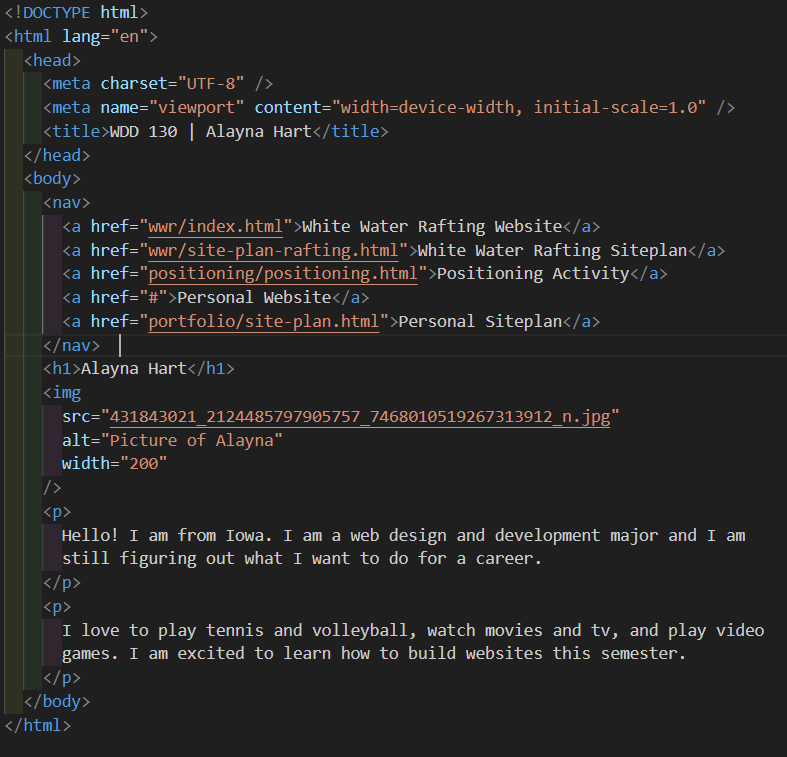 <!DOCTYPE html>
<html lang="en">
  <head>
    <meta charset="UTF-8" />
    <meta name="viewport" content="width=device-width, initial-scale=1.0" />
    <title>WDD 130 | Alayna Hart</title>
  </head>
  <body>
    <nav>
      <a href="wwr/index.html">White Water Rafting Website</a>
      <a href="wwr/site-plan-rafting.html">White Water Rafting Siteplan</a>
      <a href="positioning/positioning.html">Positioning Activity</a>
      <a href="#">Personal Website</a>
      <a href="portfolio/site-plan.html">Personal Siteplan</a>
    </nav>
    <h1>Alayna Hart</h1>
    <img
      src="431843021_2124485797905757_7468010519267313912_n.jpg"
      alt="Picture of Alayna"
      width="200"
    />
    <p>
      Hello! I am from Iowa. I am a web design and development major and I am
      still figuring out what I want to do for a career.
    </p>
    <p>
      I love to play tennis and volleyball, watch movies and tv, and play video
      games. I am excited to learn how to build websites this semester.
    </p>
  </body>
</html>